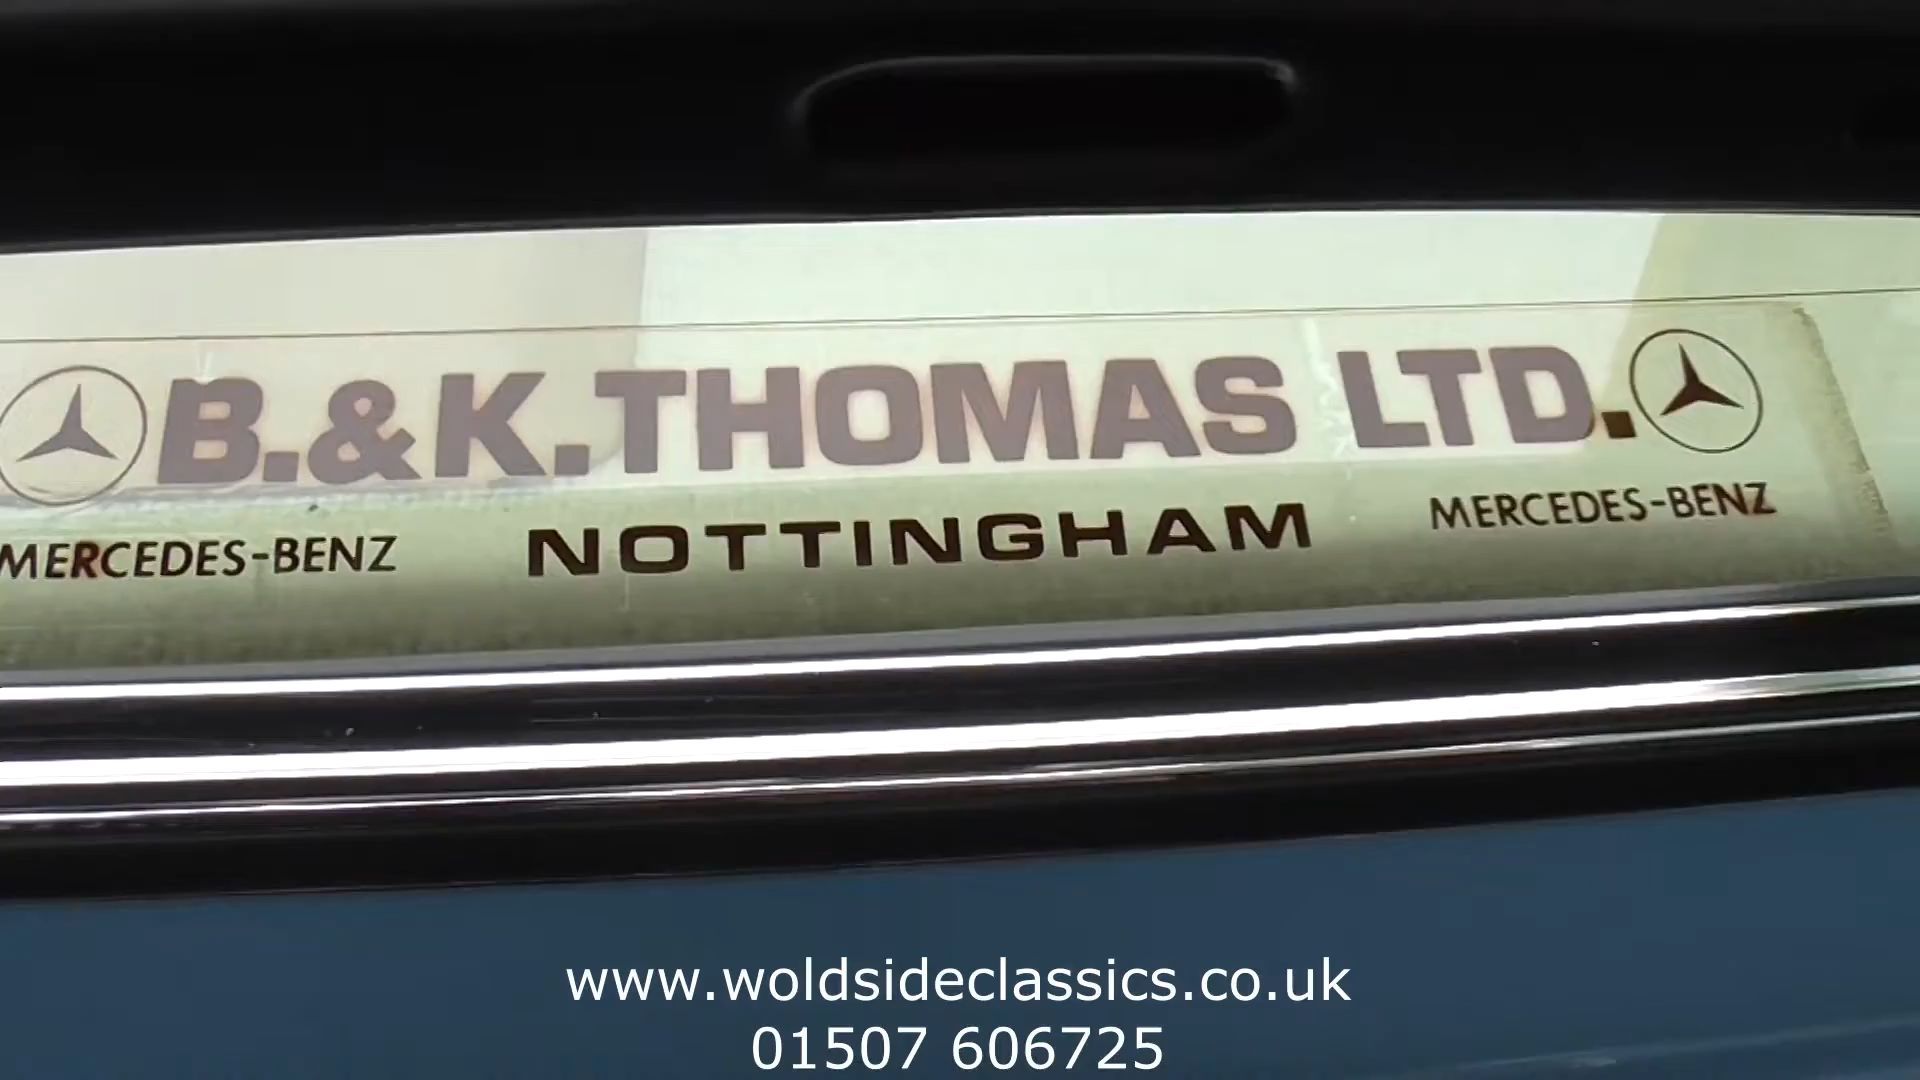 B.&K.THOMAS LTD.
MERCEDES-BENZ NOTTINGHAM MERCEDES-BENZ
www.woldsideclassics.co.uk
01507 606725